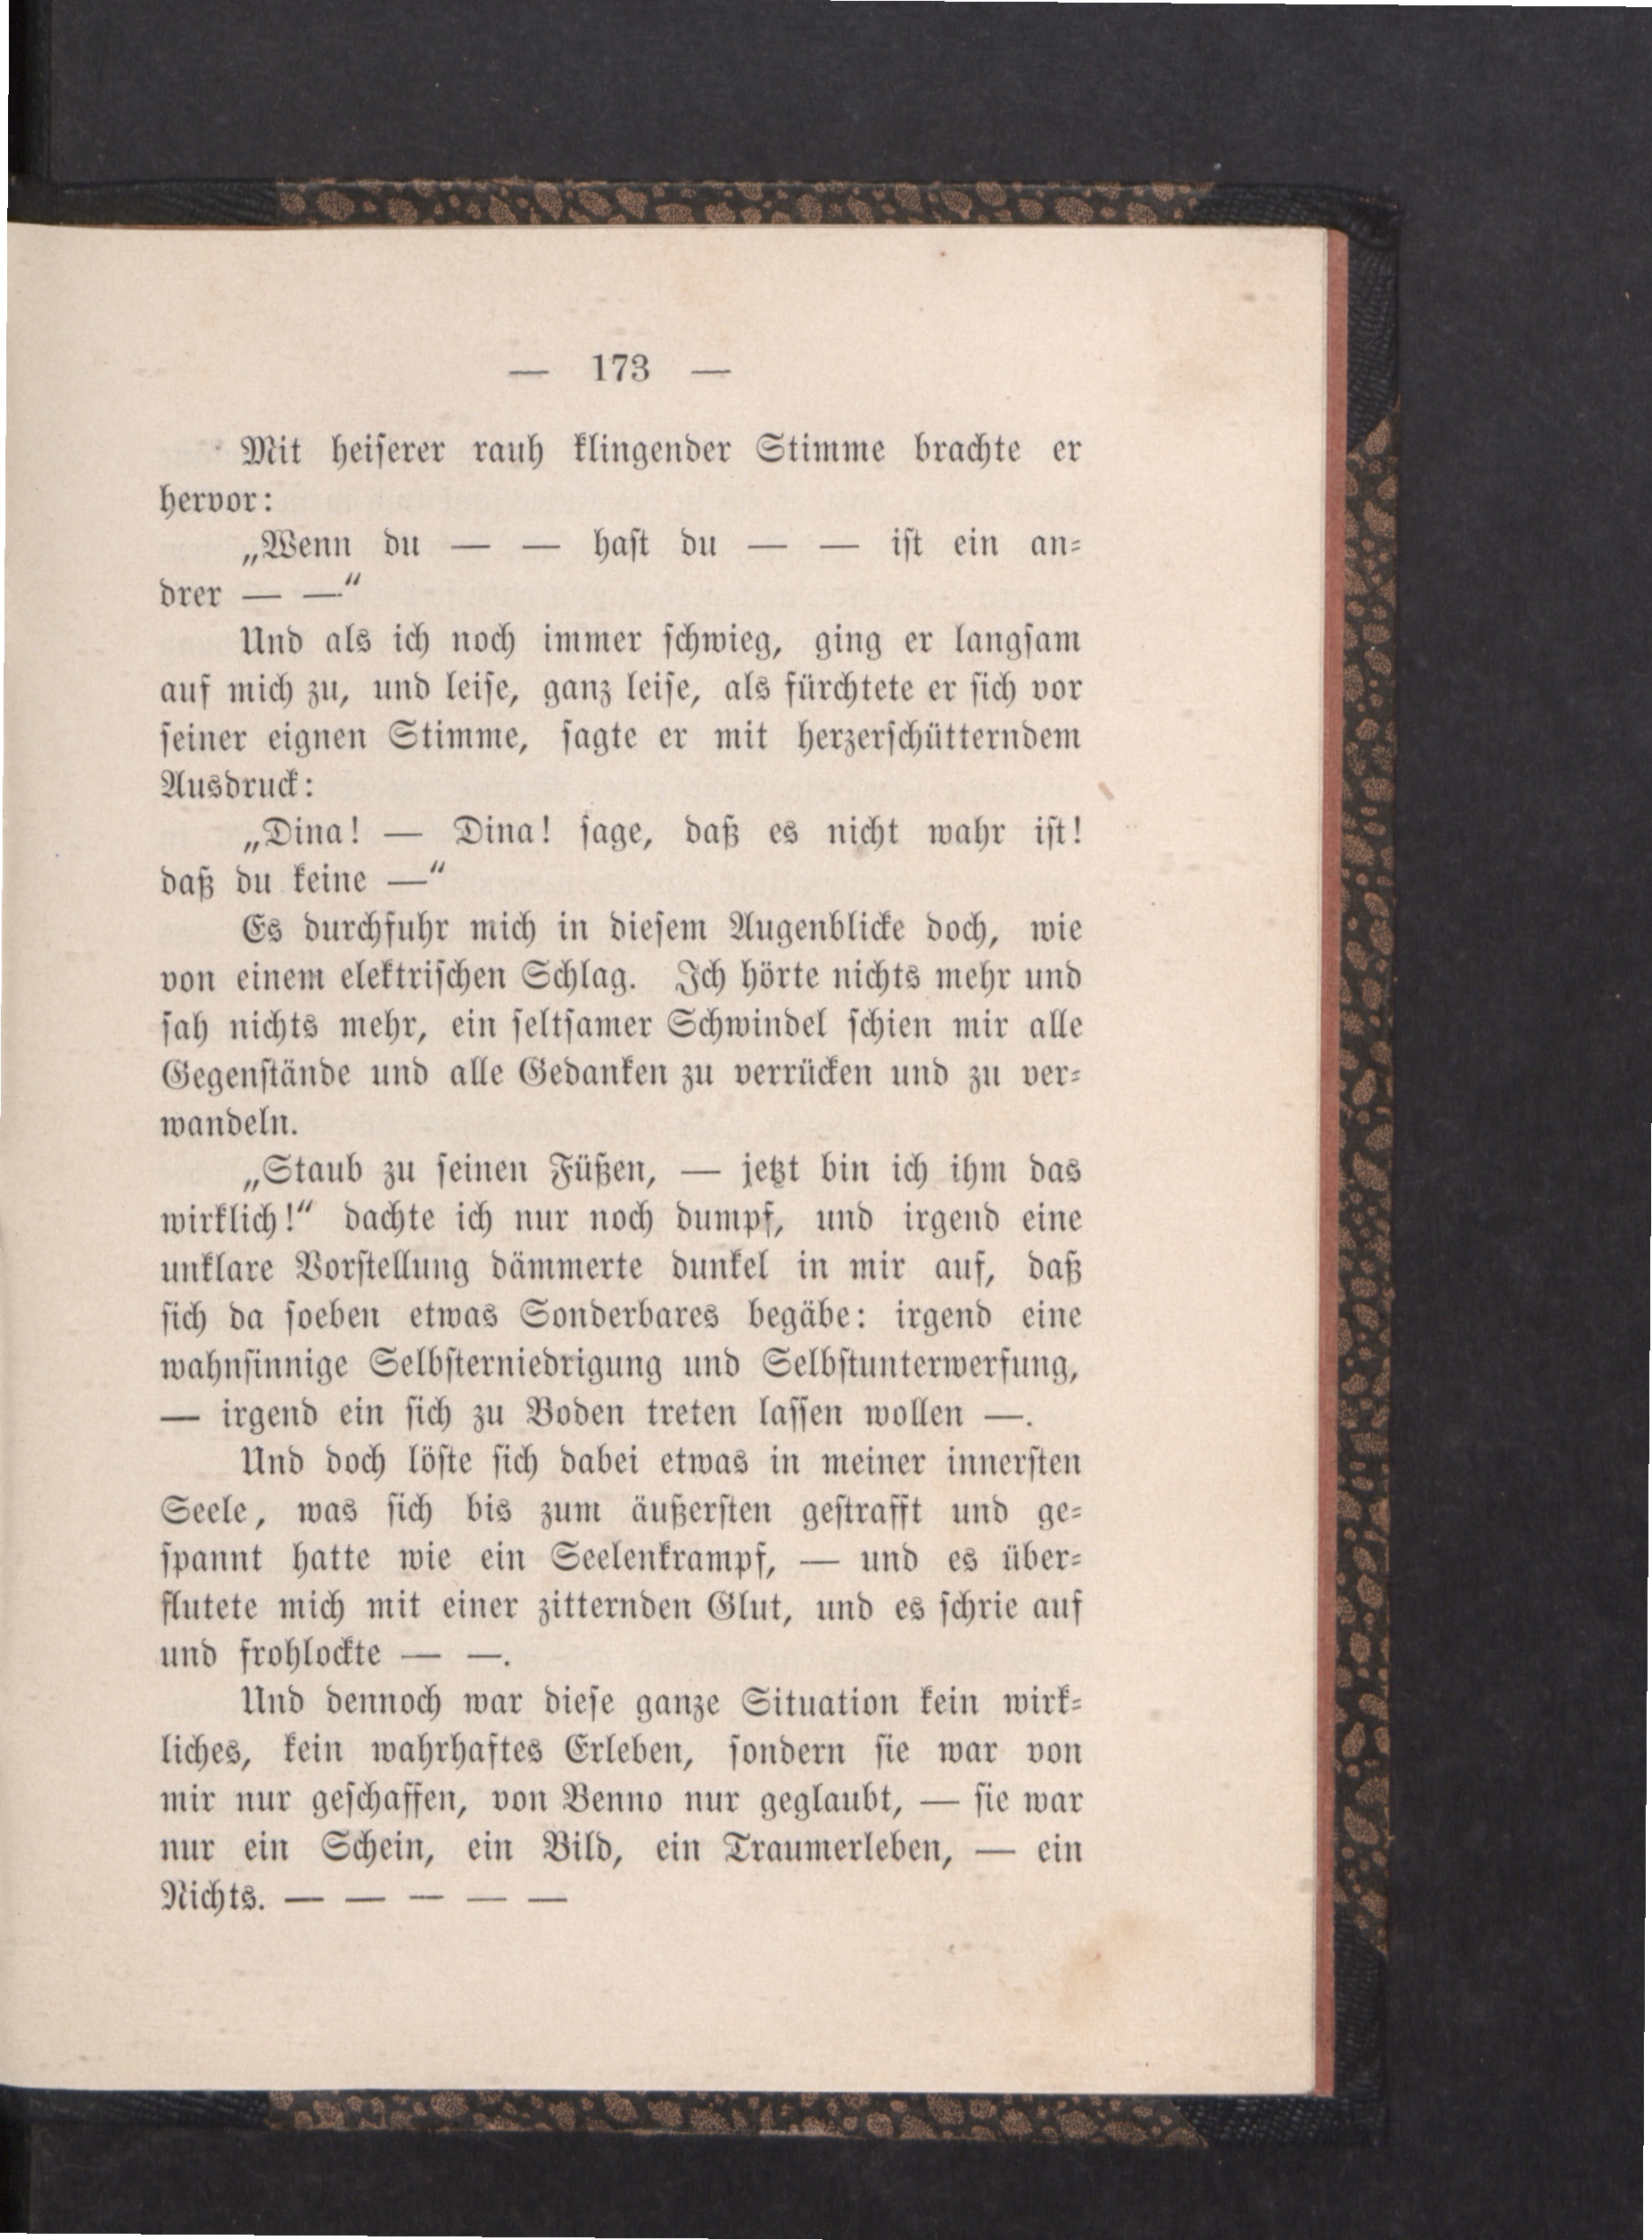 — 173 —
Mit heiserer rauh klingender Stimme brachte er
hervor:
„Wenn du — — hast du — — ist ein an-
drer — —“
Und als ich noch immer schwieg, ging er langsam
auf mich zu, und leise, ganz leise, als fürchtete er sich vor
seiner eignen Stimme, sagte er mit herzerschütterndem
Ausdruck:
„Dina! — Dina! sage, daß es nicht wahr ist!
daß du keine —“
Es durchfuhr mich in diesem Augenblicke doch, wie
von einem elektrischen Schlag. Ich hörte nichts mehr und
sah nichts mehr, ein seltsamer Schwindel schien mir alle
Gegenstände und alle Gedanken zu verrücken und zu ver-
wandeln.
„Staub zu seinen Füßen, — jetzt bin ich ihm das
wirklich!“ dachte ich nur noch dumpf, und irgend eine
unklare Vorstellung dämmerte dunkel in mir auf, daß
sich da soeben etwas Sonderbares begäbe: irgend eine
wahnsinnige Selbsterniedrigung und Selbstunterwerfung,
— irgend ein sich zu Boden treten lassen wollen —.
Und doch löste sich dabei etwas in meiner innersten
Seele, was sich bis zum äußersten gestrafft und ge-
spannt hatte wie ein Seelenkrampf, — und es über-
flutete mich mit einer zitternden Glut, und es schrie auf
und frohlockte — —.
Und dennoch war diese ganze Situation kein wirk-
liches, kein wahrhaftes Erleben, sondern sie war von
mir nur geschaffen, von Benno nur geglaubt, — sie war
nur ein Schein, ein Bild, ein Traumerleben, — ein
Nichts. — — — — —